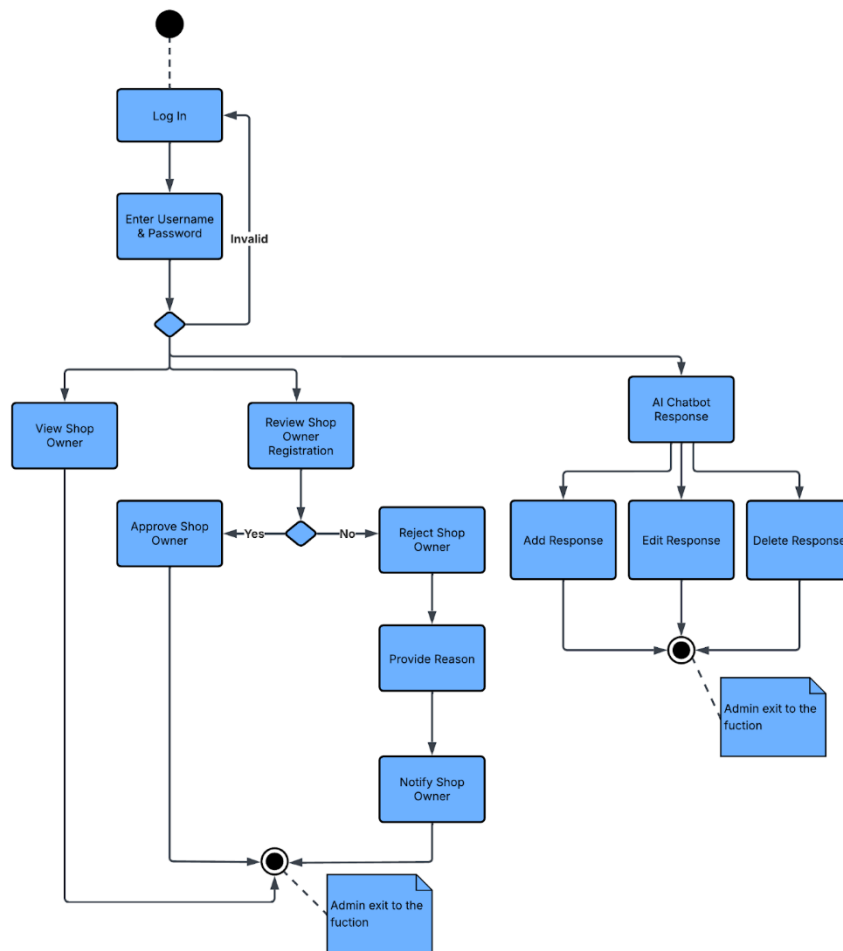 Log In
Enter Username
& Password
Invalid
View Shop
Owner
Review Shop
Owner
Registration
AI Chatbot
Response
Approve Shop
Owner
Yes
No
Reject Shop
Owner
Add Response
Edit Response
Delete Response
Provide Reason
Admin exit to the
fuction
Notify Shop
Owner
Admin exit to the
fuction